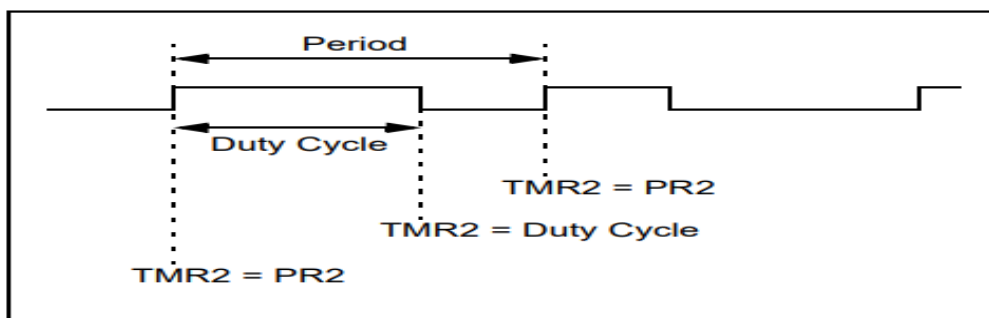 Period
Duty Cycle
TMR2 = PR2
TMR2 = Duty Cycle
TMR2 = PR2